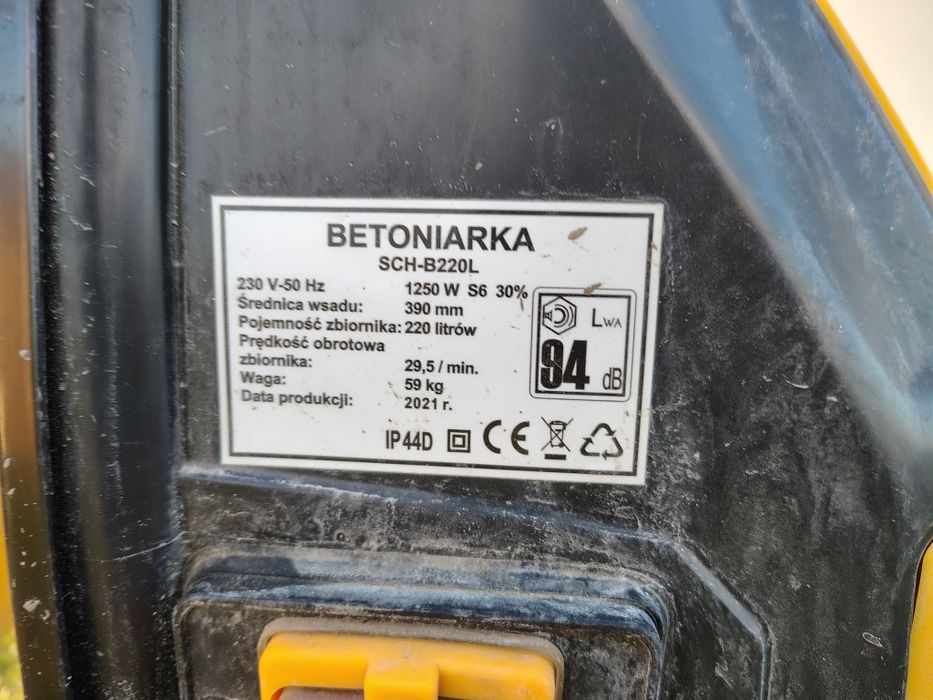 BETONIARKA
SCH-B220L
230 V-50 Hz 1250 W S6 30%
Średnica wsadu: 390 mm
Pojemność zbiornika: 220 litrów
Prędkość obrotowa
zbiornika: 29,5 / min.
Waga: 59 kg
Data produkcji: 2021 r.
LWA
94 dB
IP44D CE